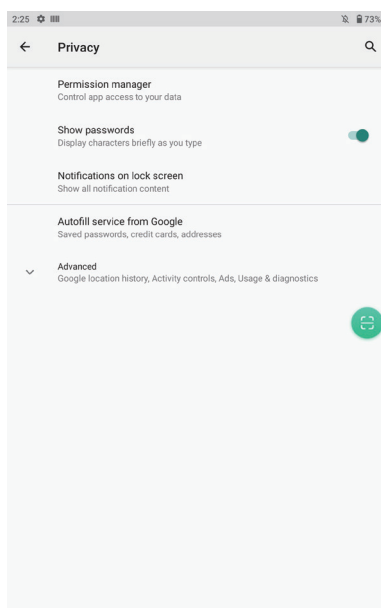 2:25 73%
Privacy
Permission manager
Control app access to your data
Show passwords
Display characters briefly as you type
Notifications on lock screen
Show all notification content
Autofill service from Google
Saved passwords, credit cards, addresses
Advanced
Google location history, Activity controls, Ads, Usage & diagnostics